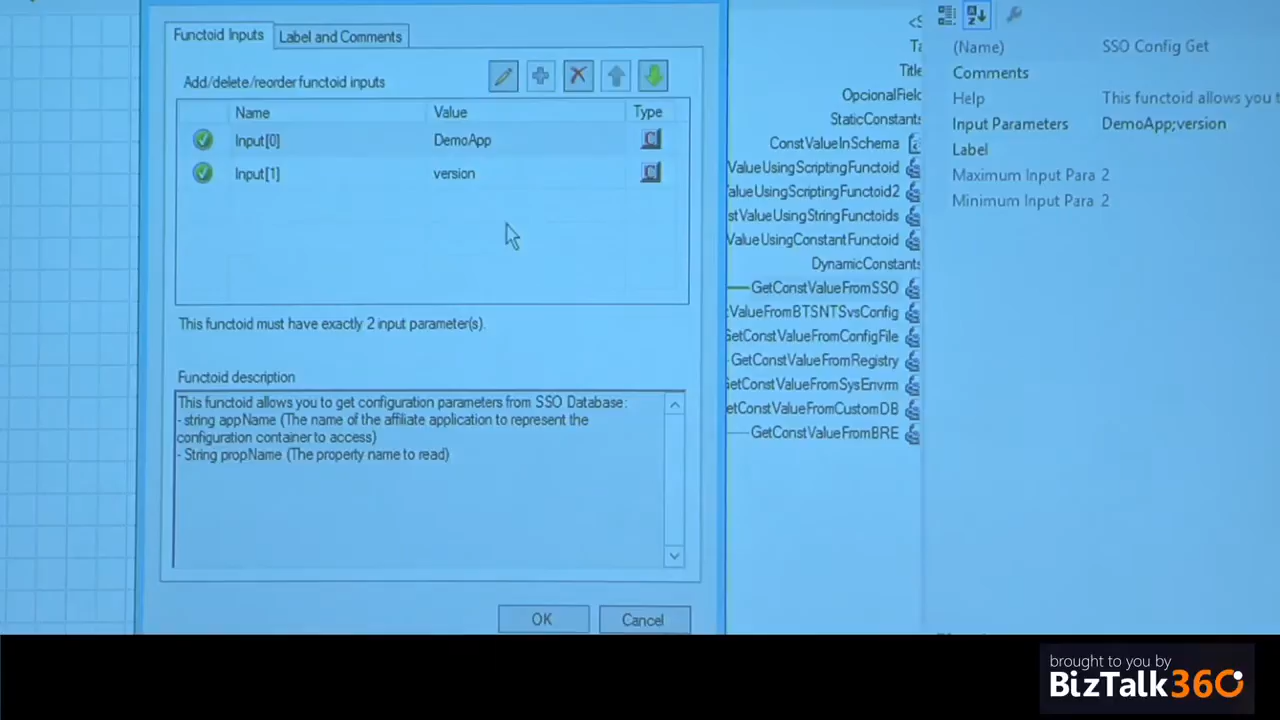 Functoid Inputs
Label and Comments
Add/delete/reorder functoid inputs
Name Value Type
Input[0] DemoApp
Input[1] version
This functoid must have exactly 2 input parameter(s).
Functoid description
This functoid allows you to get configuration parameters from SSO Database:
- string appName (The name of the affiliate application to represent the
configuration container to access)
- String propName (The property name to read)
OK
Cancel
Title
OpcionalField
StaticConstants
ConstValueInSchema
ValueUsingScriptingFunctoid
alueUsingScriptingFunctoid2
stValueUsingStringFunctoids
ValueUsingConstantFunctoid
DynamicConstants
GetConstValueFromSSO
ValueFromBTSNTSvsConfig
GetConstValueFromConfigFile
GetConstValueFromRegistry
GetConstValueFromSysEnvrm
etConstValueFromCustomDB
GetConstValueFromBRE
(Name) SSO Config Get
Comments
Help This functoid allows you t
Input Parameters DemoApp;version
Label
Maximum Input Para 2
Minimum Input Para 2
brought to you by
BizTalk360